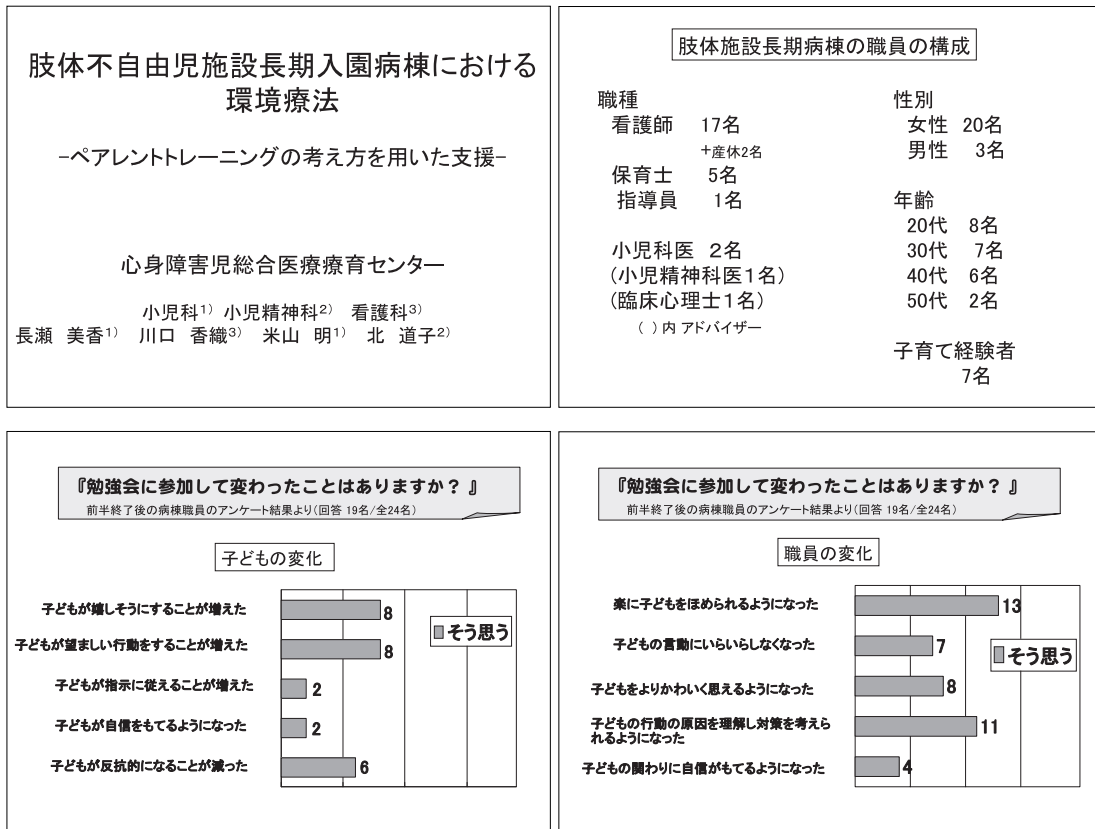 肢体不自由児施設長期入園病棟における
環境療法
-ペアレントトレーニングの考え方を用いた支援-
心身障害児総合医療療育センター
小児科1) 小児精神科2) 看護科3)
長瀬 美香1) 川口 香織3) 米山 明1) 北 道子2)
肢体施設長期病棟の職員の構成
職種
看護師 17名
+産休2名
保育士 5名
指導員 1名
小児科医 2名
(小児精神科医1名)
(臨床心理士1名)
( )内 アドバイザー
性別
女性 20名
男性 3名
年齢
20代 8名
30代 7名
40代 6名
50代 2名
子育て経験者
7名
『勉強会に参加して変わったことはありますか? 』
前半終了後の病棟職員のアンケート結果より(回答 19名/全24名)
子どもの変化
子どもが嬉しそうにすることが増えた 8
子どもが望ましい行動をすることが増えた 8
子どもが指示に従えることが増えた 2
子どもが自信をもてるようになった 2
子どもが反抗的になることが減った 6
そう思う
『勉強会に参加して変わったことはありますか? 』
前半終了後の病棟職員のアンケート結果より(回答 19名/全24名)
職員の変化
楽に子どもをほめられるようになった 13
子どもの言動にいらいらしなくなった 7
子どもをよりかわいく思えるようになった 8
子どもの行動の原因を理解し対策を考えら
れるようになった 11
子どもの関わりに自信がもてるようになった 4
そう思う